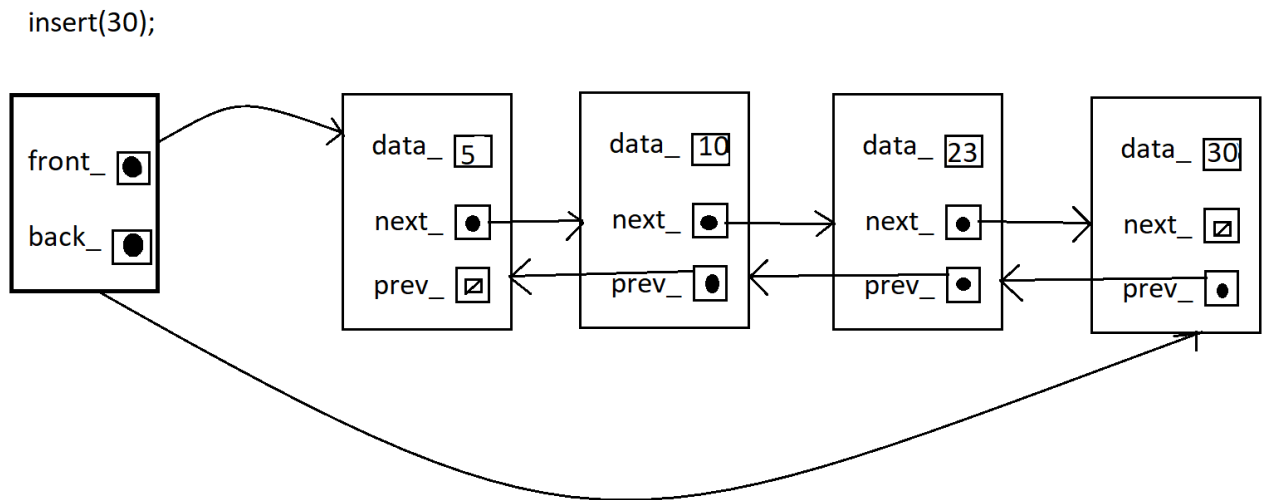 insert(30);
front_
back_
data_ 5
next_
prev_
data_ 10
next_
prev_
data_ 23
next_
prev_
data_ 30
next_
prev_